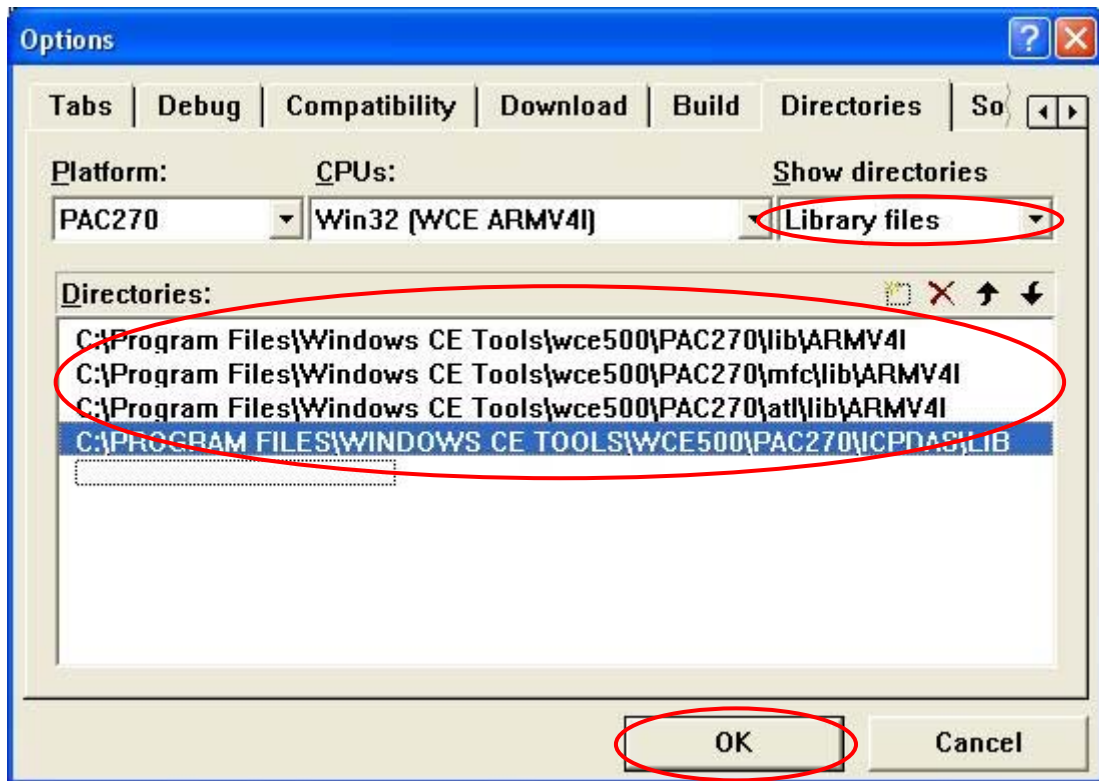 Options
Tabs Debug Compatibility Download Build Directories So
Platform: CPUs: Show directories
PAC270 Win32 (WCE ARMV4I) Library files
Directories:
C:\Program Files\Windows CE Tools\wce500\PAC270\lib\ARMV4I
C:\Program Files\Windows CE Tools\wce500\PAC270\mfc\lib\ARMV4I
C:\Program Files\Windows CE Tools\wce500\PAC270\atl\lib\ARMV4I
C:\PROGRAM FILES\WINDOWS CE TOOLS\WCE500\PAC270\ICPDAS\LIB
OK Cancel